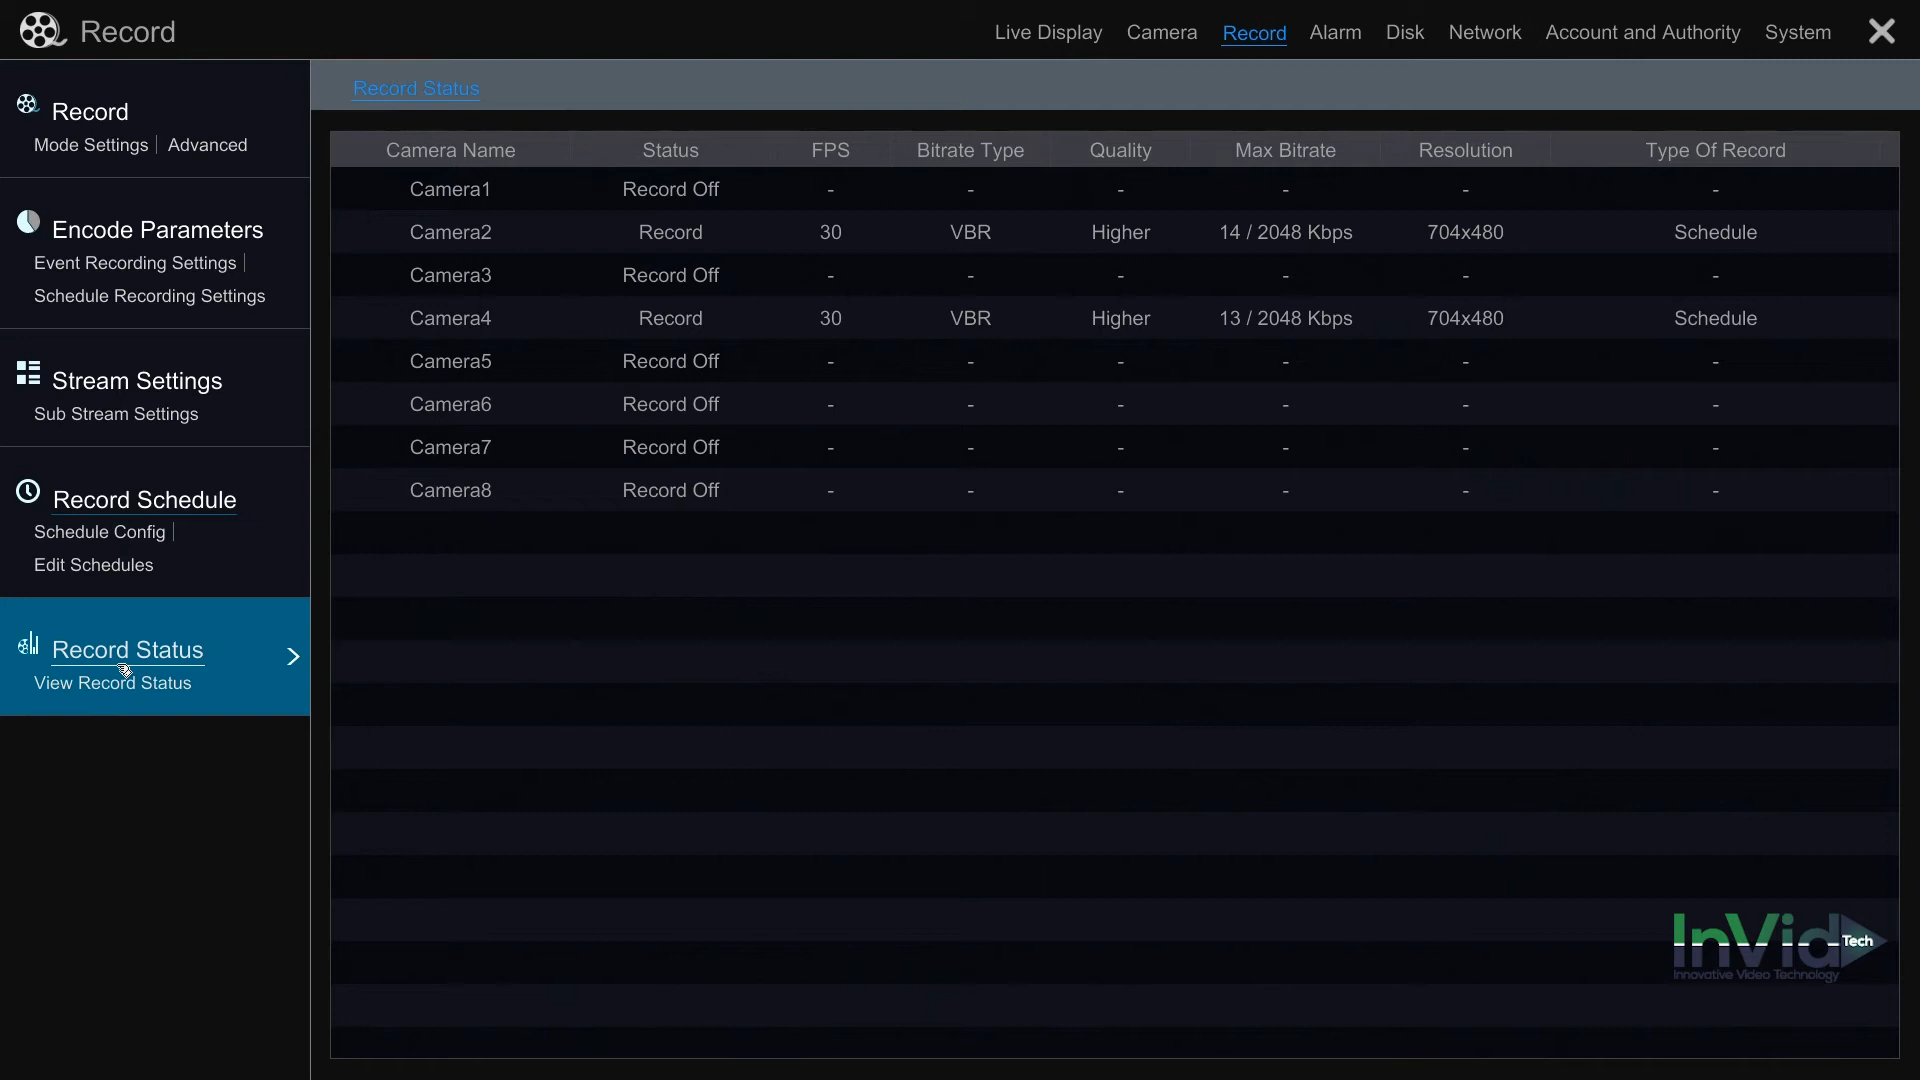 Record
Live Display Camera Record Alarm Disk Network Account and Authority System
Record
Mode Settings | Advanced
Encode Parameters
Event Recording Settings |
Schedule Recording Settings
Stream Settings
Sub Stream Settings
Record Schedule
Schedule Config |
Edit Schedules
Record Status
View Record Status
Record Status
Camera Name Status FPS Bitrate Type Quality Max Bitrate Resolution Type Of Record
Camera1 Record Off - - - - - -
Camera2 Record 30 VBR Higher 14 / 2048 Kbps 704x480 Schedule
Camera3 Record Off - - - - - -
Camera4 Record 30 VBR Higher 13 / 2048 Kbps 704x480 Schedule
Camera5 Record Off - - - - - -
Camera6 Record Off - - - - - -
Camera7 Record Off - - - - - -
Camera8 Record Off - - - - - -
InVid Tech
Innovative Video Technology